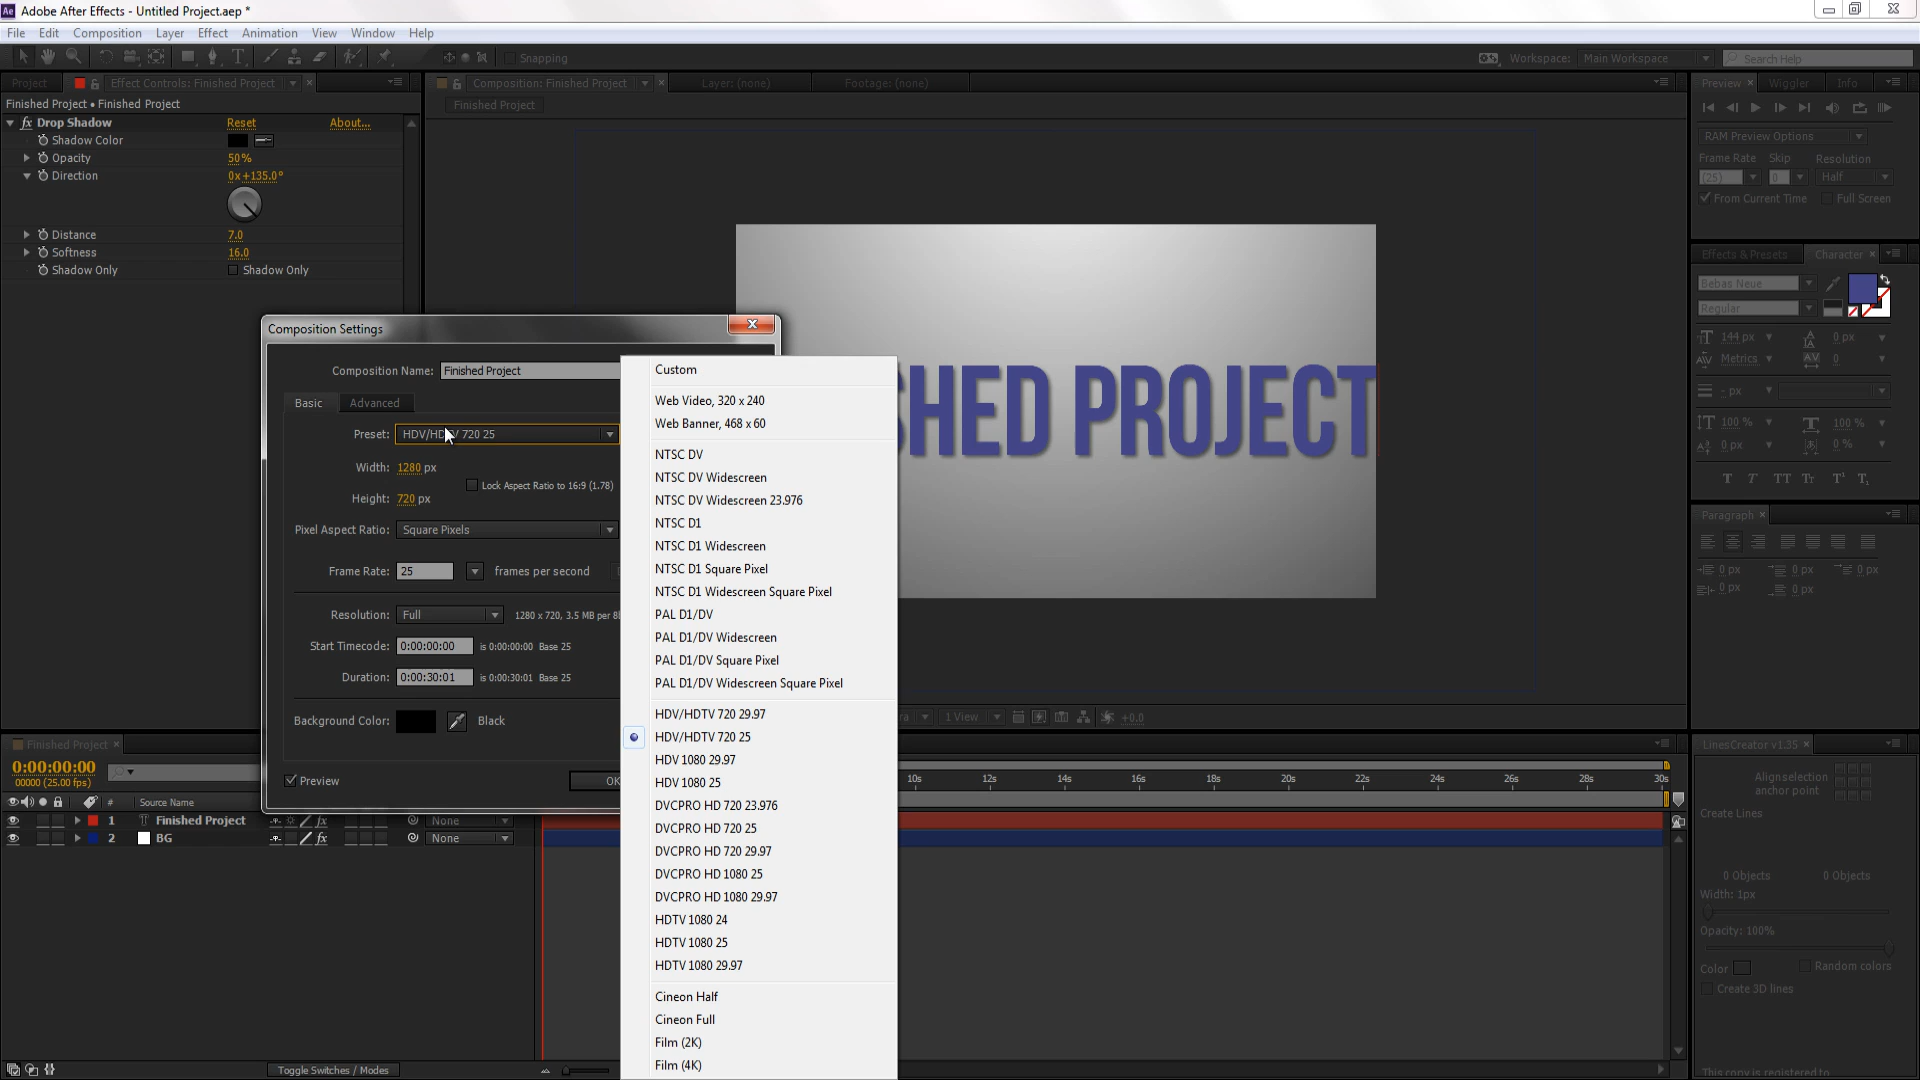 Ae Adobe After Effects - Untitled Project.aep *
File Edit Composition Layer Effect Animation View Window Help
Snapping Workspace: Main Workspace Search Help
Project Effect Controls: Finished Project Composition: Finished Project Layer: (none) Footage: (none) Preview Wiggler Info
Finished Project • Finished Project
Finished Project
fx Drop Shadow Reset About...
Shadow Color
Opacity 50%
Direction 0x+135.0°
Distance 7.0
Softness 16.0
Shadow Only Shadow Only
RAM Preview Options
Frame Rate Skip Resolution
(25) 0 Half
From Current Time Full Screen
Effects & Presets Character
Bebas Neue
Regular
144 px 0 px
Metrics 0
- px
100 % 100 %
0 px 0 %
Paragraph
0 px 0 px 0 px
0 px 0 px
SHED PROJECT
Composition Settings
Composition Name: Finished Project
Basic Advanced
Preset: HDV/HD V 720 25
Width: 1280 px
Lock Aspect Ratio to 16:9 (1.78)
Height: 720 px
Pixel Aspect Ratio: Square Pixels
Frame Rate: 25 frames per second
Resolution: Full 1280 x 720, 3.5 MB per 8
Start Timecode: 0:00:00:00 is 0:00:00:00 Base 25
Duration: 0:00:30:01 is 0:00:30:01 Base 25
Background Color: Black
Preview OK
Custom
Web Video, 320 x 240
Web Banner, 468 x 60
NTSC DV
NTSC DV Widescreen
NTSC DV Widescreen 23.976
NTSC D1
NTSC D1 Widescreen
NTSC D1 Square Pixel
NTSC D1 Widescreen Square Pixel
PAL D1/DV
PAL D1/DV Widescreen
PAL D1/DV Square Pixel
PAL D1/DV Widescreen Square Pixel
HDV/HDTV 720 29.97
HDV/HDTV 720 25
HDV 1080 29.97
HDV 1080 25
DVCPRO HD 720 23.976
DVCPRO HD 720 25
DVCPRO HD 720 29.97
DVCPRO HD 1080 25
DVCPRO HD 1080 29.97
HDTV 1080 24
HDTV 1080 25
HDTV 1080 29.97
Cineon Half
Cineon Full
Film (2K)
Film (4K)
ra 1 View +0.0
Finished Project
0:00:00:00
00000 (25.00 fps)
# Source Name
1 T Finished Project fx None
2 BG fx None
10s 12s 14s 16s 18s 20s 22s 24s 26s 28s 30s
Toggle Switches / Modes
LinesCreator v1.35
Align selection
anchor point
Create Lines
0 Objects 0 Objects
Width: 1px
Opacity: 100%
Color Random colors
Create 3D lines
This copy is registered to